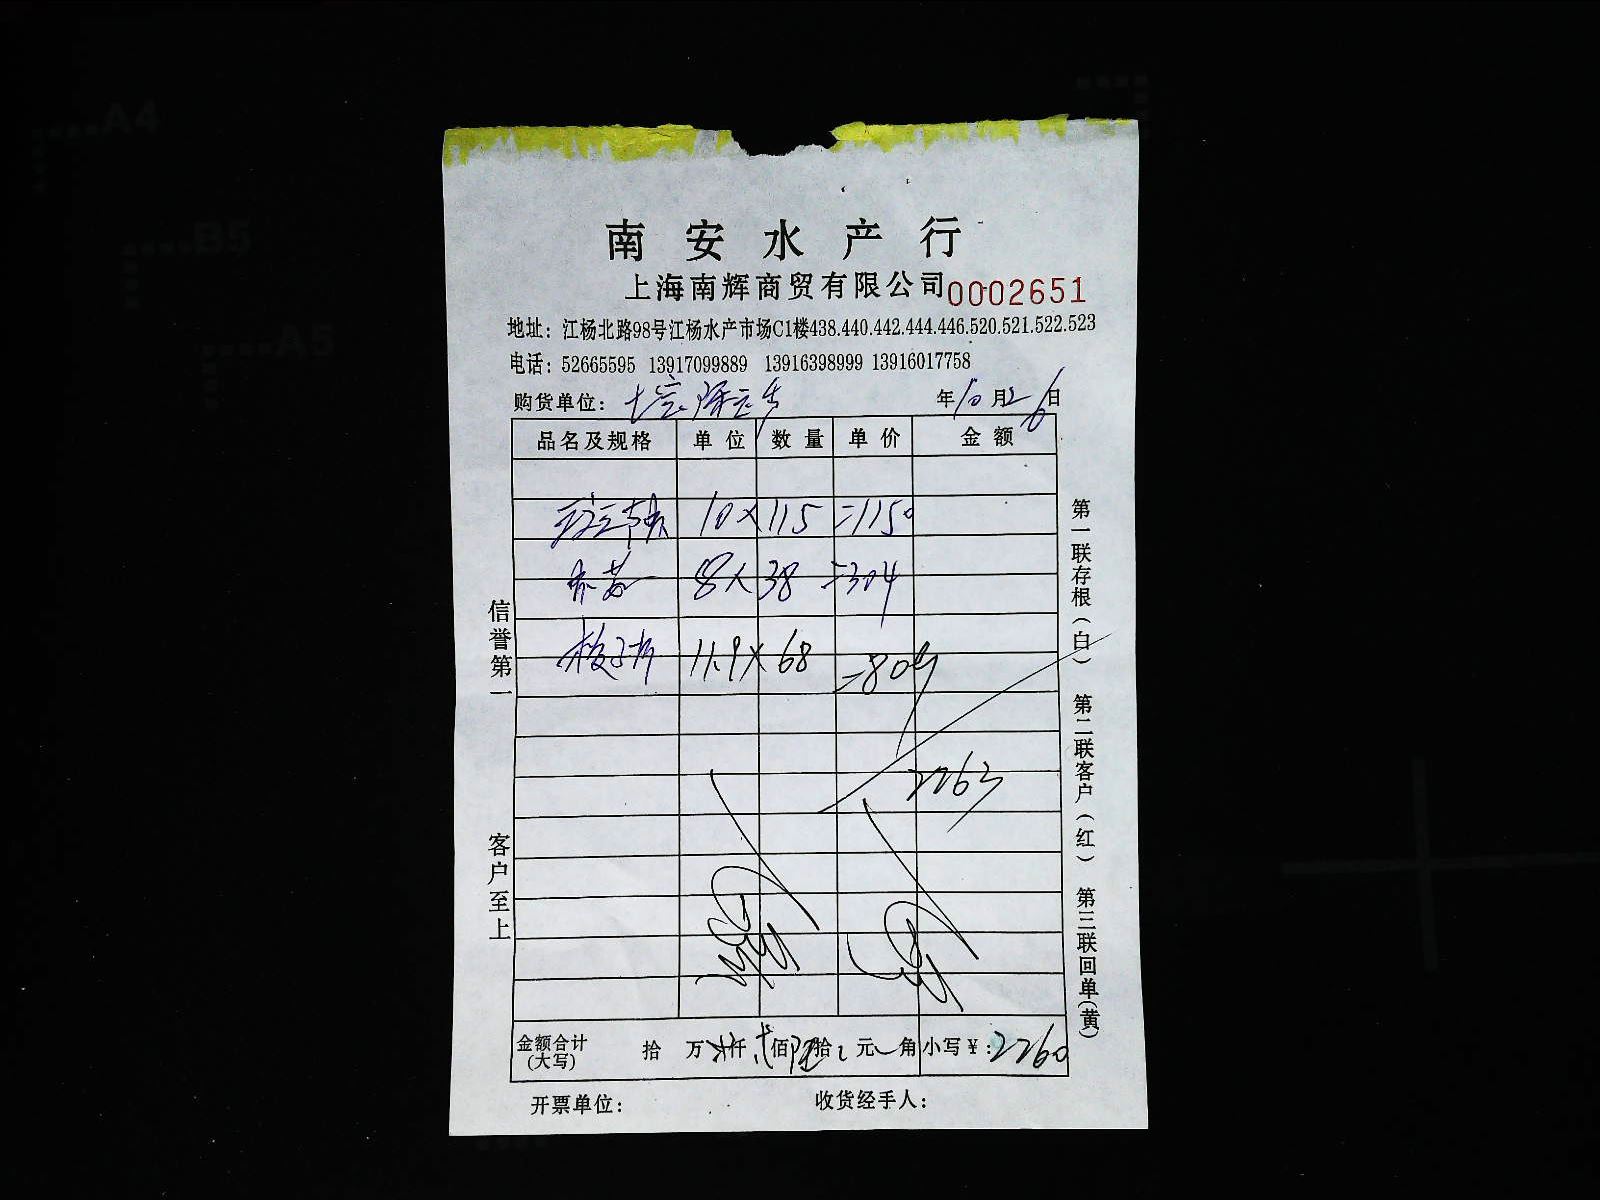 南安水产行
上海南辉商贸有限公司 0002651
地址：江杨北路98号江杨水产市场C1楼438.440.442.444.446.520.521.522.523
电话：52665595 13917099889 13916398999 13916017758
购货单位： 年10月26日
品名及规格 单位 数量 单价 金额
10×115=1150
8×38=304
11.9×68=809
2263
金额合计（大写） 拾 万 仟 贰佰 陆拾 元 角 小写￥：2260
开票单位： 收货经手人：
信誉第一
客户至上
第一联存根（白） 第二联客户（红） 第三联回单（黄）
A4
B5
A5